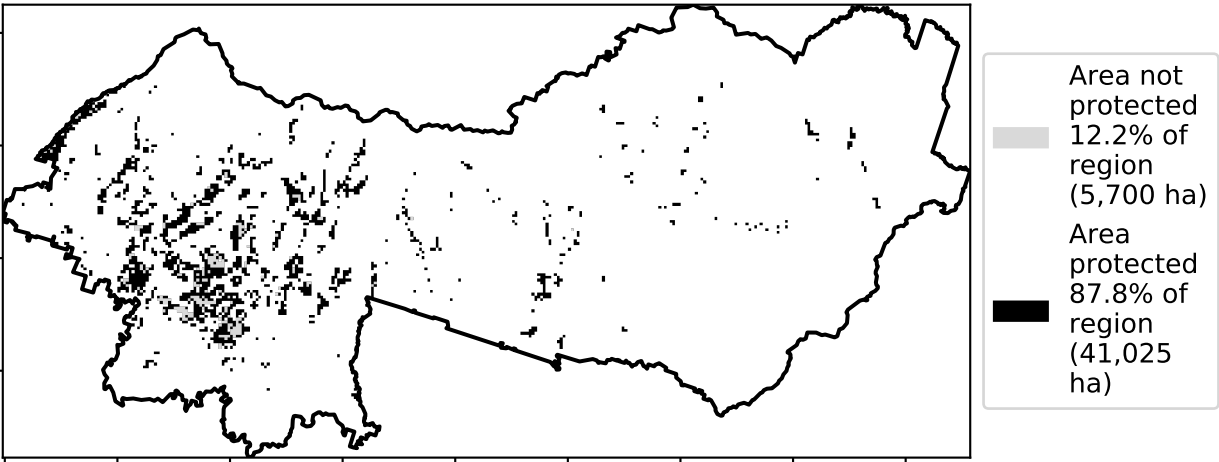 Area not
protected
12.2% of
region
(5,700 ha)
Area
protected
87.8% of
region
(41,025
ha)